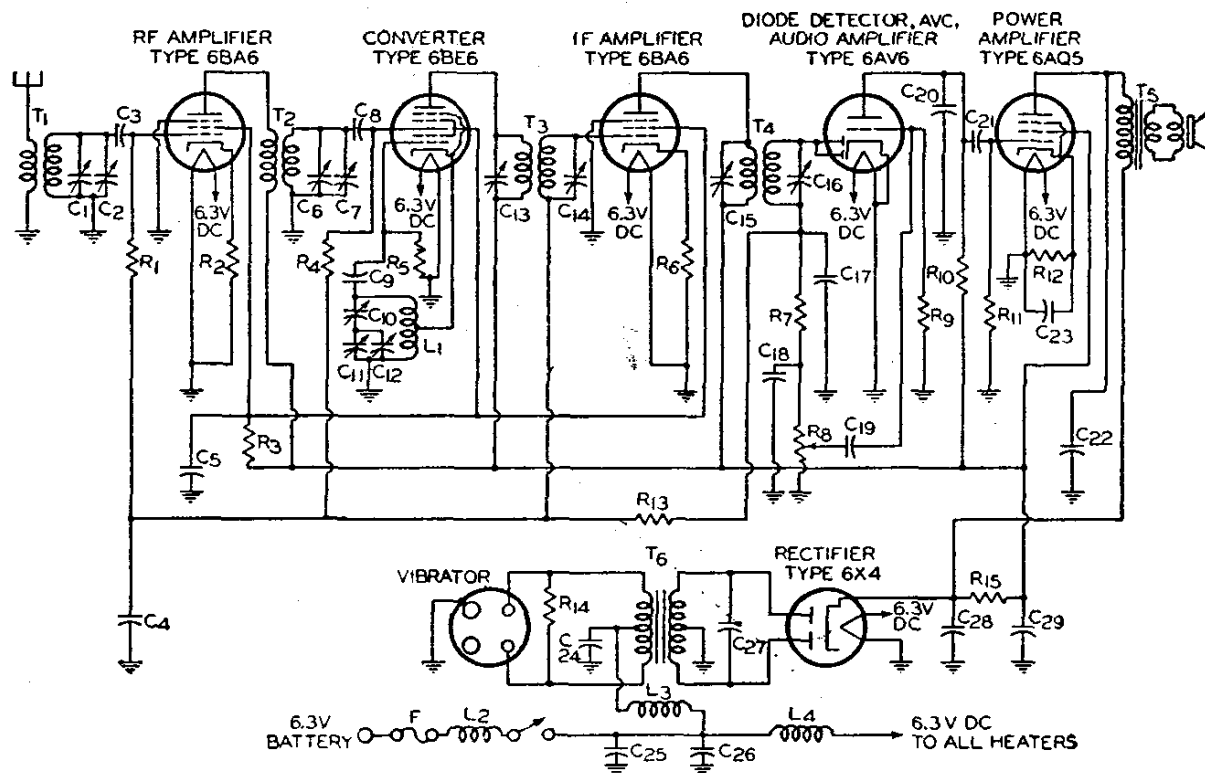 RF AMPLIFIER
TYPE 6BA6
CONVERTER
TYPE 6BE6
IF AMPLIFIER
TYPE 6BA6
DIODE DETECTOR, AVC,
AUDIO AMPLIFIER
TYPE 6AV6
POWER
AMPLIFIER
TYPE 6AQ5
T1
C3
T2
C8
T3
T4
C20
C21
T5
C1
C2
6.3V
DC
C6
C7
6.3V
DC
C13
C14
6.3V
DC
C15
C16
6.3V
DC
6.3V
DC
R1
R2
R4
R5
C9
C10
L1
C11
C12
R6
C17
R7
C18
R10
R9
R11
R12
C23
C5
R3
R8
C19
C22
R13
C4
VIBRATOR
R14
C
24
T6
C27
RECTIFIER
TYPE 6X4
6.3V
DC
R15
C28
C29
L3
6.3V
BATTERY
F
L2
C25
C26
L4
6.3V DC
TO ALL HEATERS